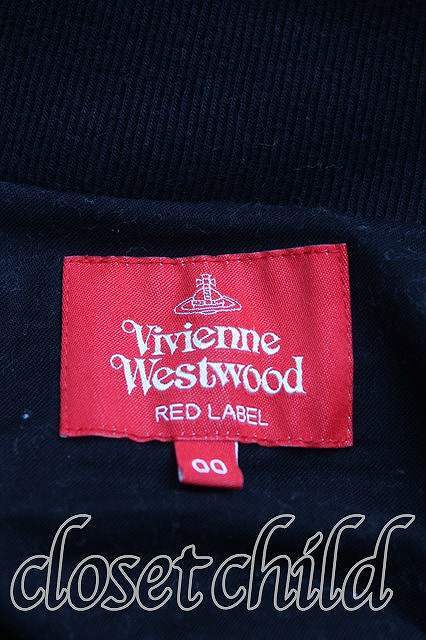 Vivienne
Westwood
RED LABEL
00
closet child